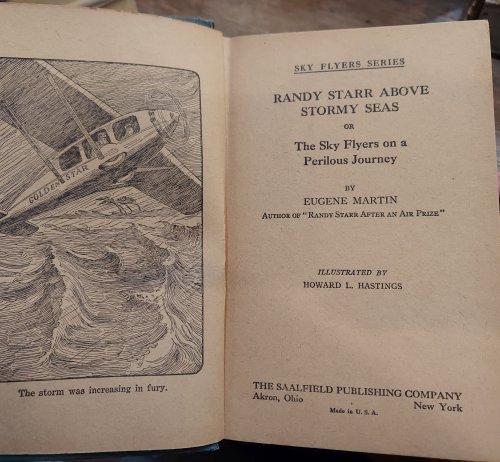 GOLDEN STAR
The storm was increasing in fury.
SKY FLYERS SERIES
RANDY STARR ABOVE
STORMY SEAS
OR
The Sky Flyers on a
Perilous Journey
BY
EUGENE MARTIN
AUTHOR OF "RANDY STARR AFTER AN AIR PRIZE"
ILLUSTRATED BY
HOWARD L. HASTINGS
THE SAALFIELD PUBLISHING COMPANY
Akron, Ohio New York
Made in U. S. A.